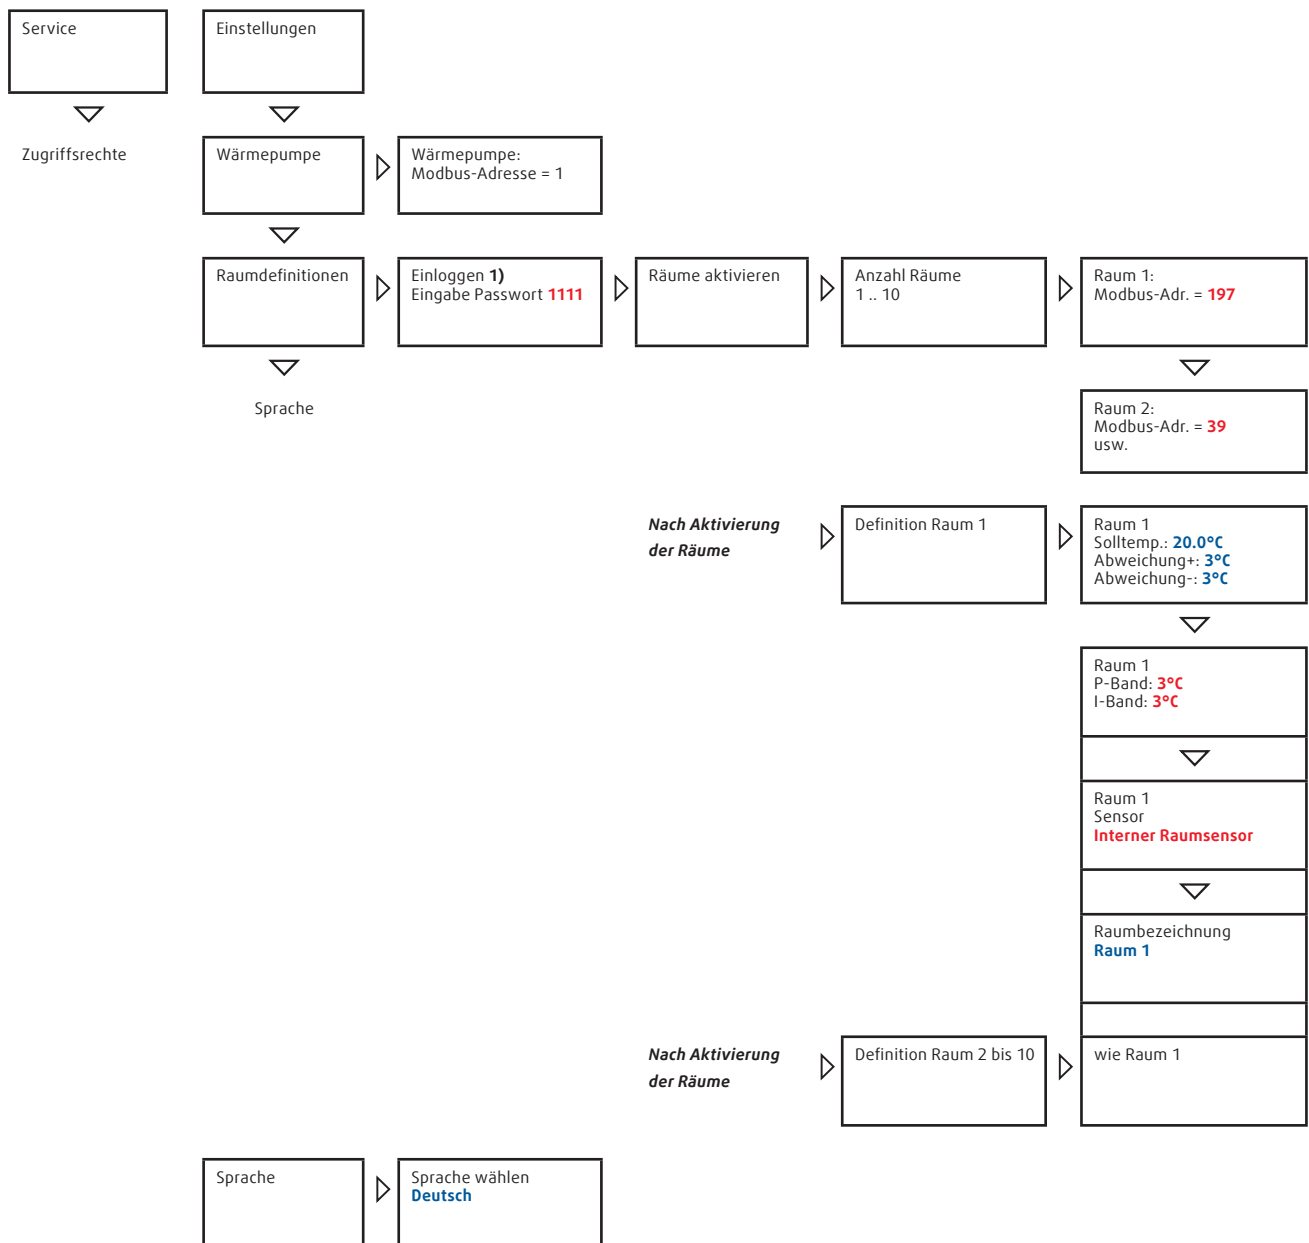 Service
Einstellungen
Zugriffsrechte
Wärmepumpe
Wärmepumpe:
Modbus-Adresse = 1
Raumdefinitionen
Einloggen 1)
Eingabe Passwort 1111
Räume aktivieren
Anzahl Räume
1 .. 10
Raum 1:
Modbus-Adr. = 197
Sprache
Raum 2:
Modbus-Adr. = 39
usw.
Nach Aktivierung
der Räume
Definition Raum 1
Raum 1
Solltemp.: 20.0°C
Abweichung+: 3°C
Abweichung-: 3°C
Raum 1
P-Band: 3°C
I-Band: 3°C
Raum 1
Sensor
Interner Raumsensor
Raumbezeichnung
Raum 1
Nach Aktivierung
der Räume
Definition Raum 2 bis 10
wie Raum 1
Sprache
Sprache wählen
Deutsch